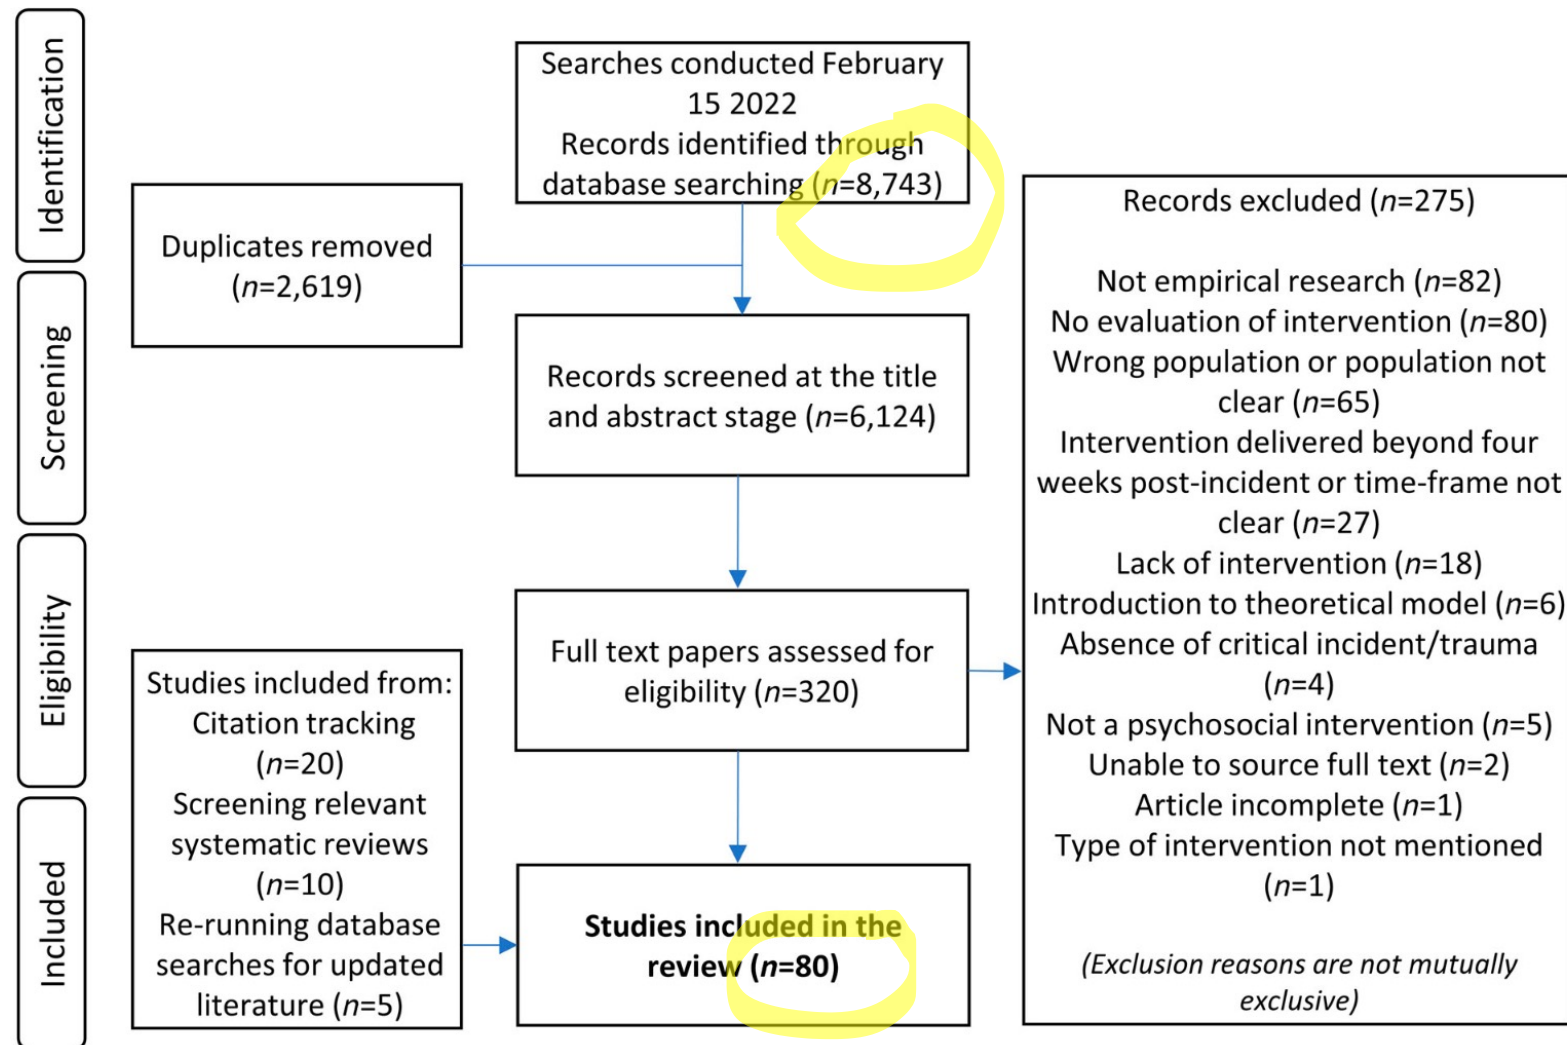 Identification
Searches conducted February
15 2022
Records identified through
database searching (n=8,743)
Duplicates removed
(n=2,619)
Screening
Records screened at the title
and abstract stage (n=6,124)
Records excluded (n=275)
Not empirical research (n=82)
No evaluation of intervention (n=80)
Wrong population or population not
clear (n=65)
Intervention delivered beyond four
weeks post-incident or time-frame not
clear (n=27)
Lack of intervention (n=18)
Introduction to theoretical model (n=6)
Absence of critical incident/trauma
(n=4)
Not a psychosocial intervention (n=5)
Unable to source full text (n=2)
Article incomplete (n=1)
Type of intervention not mentioned
(n=1)
(Exclusion reasons are not mutually
exclusive)
Eligibility
Full text papers assessed for
eligibility (n=320)
Studies included from:
Citation tracking
(n=20)
Screening relevant
systematic reviews
(n=10)
Re-running database
searches for updated
literature (n=5)
Included
Studies included in the
review (n=80)